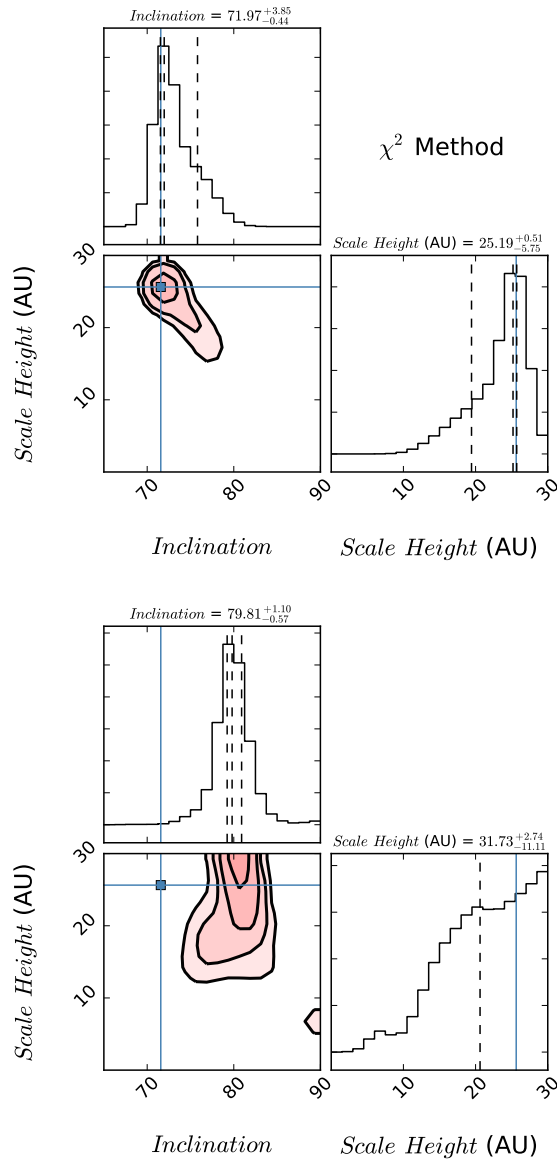 Inclination = 71.97+3.85−0.44
χ2 Method
Scale Height (AU) = 25.19+0.51−5.75
Scale Height (AU)
30
20
10
70
80
90
10
20
30
Inclination
Scale Height (AU)
Inclination = 79.81+1.10−0.57
Scale Height (AU) = 31.73+2.74−11.11
Scale Height (AU)
30
20
10
70
80
90
10
20
30
Inclination
Scale Height (AU)